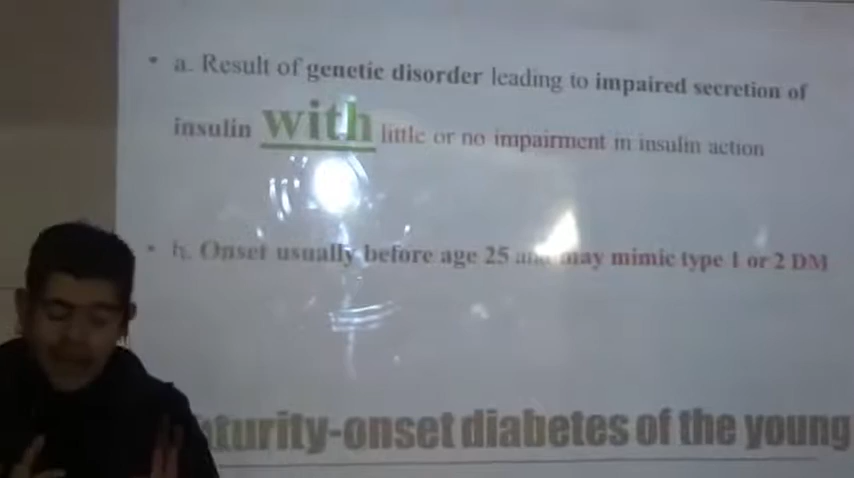 • a. Result of genetic disorder leading to impaired secretion of
insulin with little or no impairment in insulin action
• b. Onset usually before age 25 and may mimic type 1 or 2 DM
turity-onset diabetes of the young